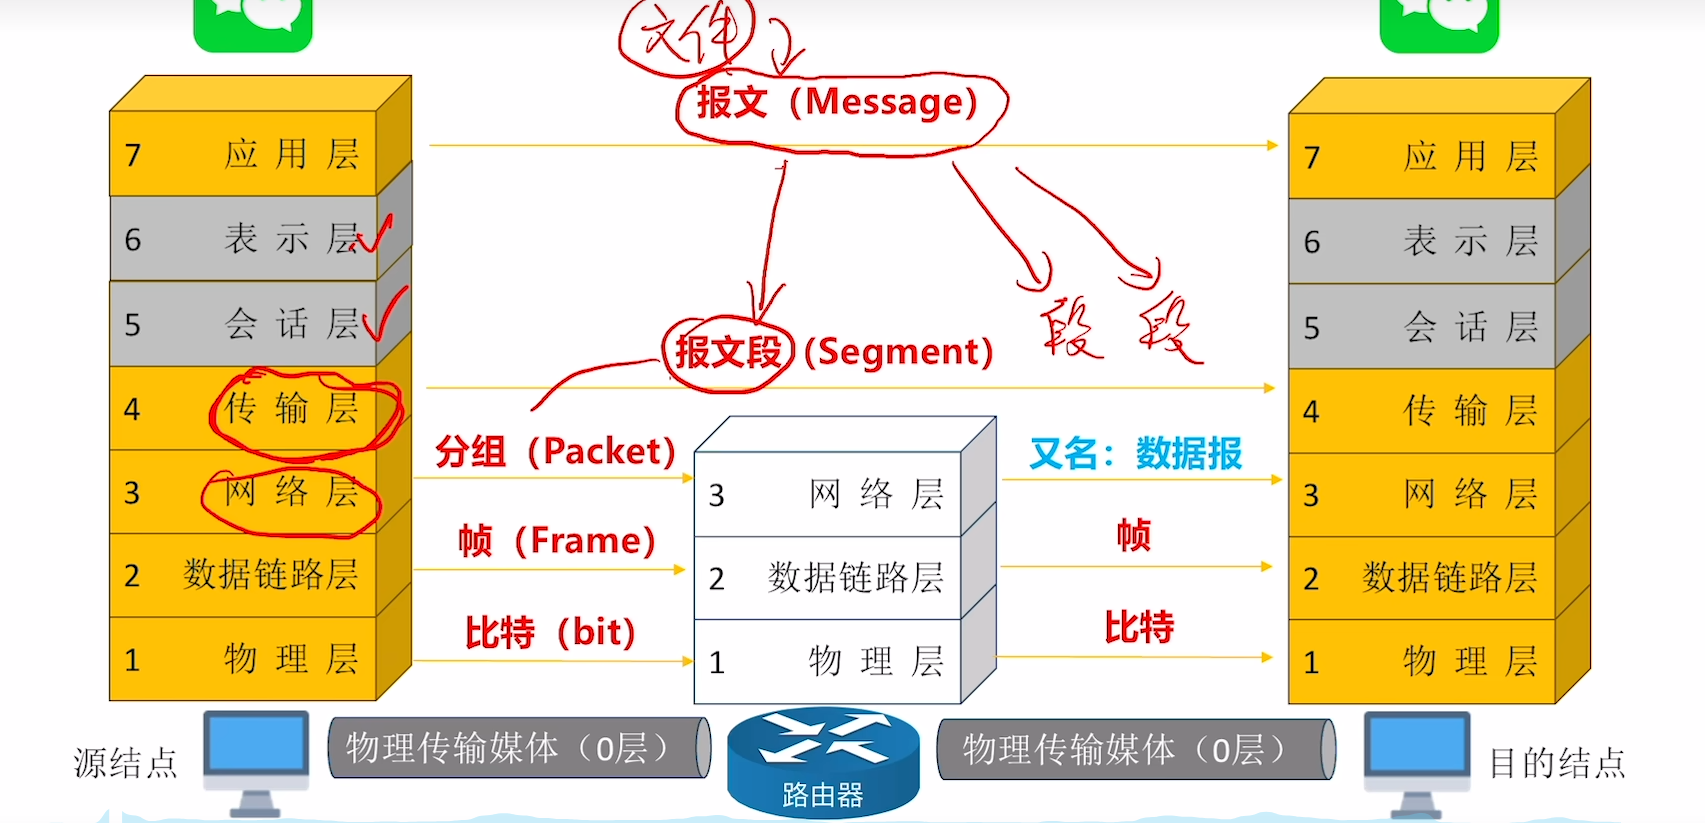 文件
报文（Message）
7 应用层
7 应用层
6 表示层
6 表示层
5 会话层
5 会话层
段 段
报文段（Segment）
4 传输层
4 传输层
分组（Packet）
又名：数据报
3 网络层
3 网络层
3 网络层
帧（Frame）
帧
2 数据链路层
2 数据链路层
2 数据链路层
比特（bit）
比特
1 物理层
1 物理层
1 物理层
源结点
物理传输媒体（0层）
路由器
物理传输媒体（0层）
目的结点